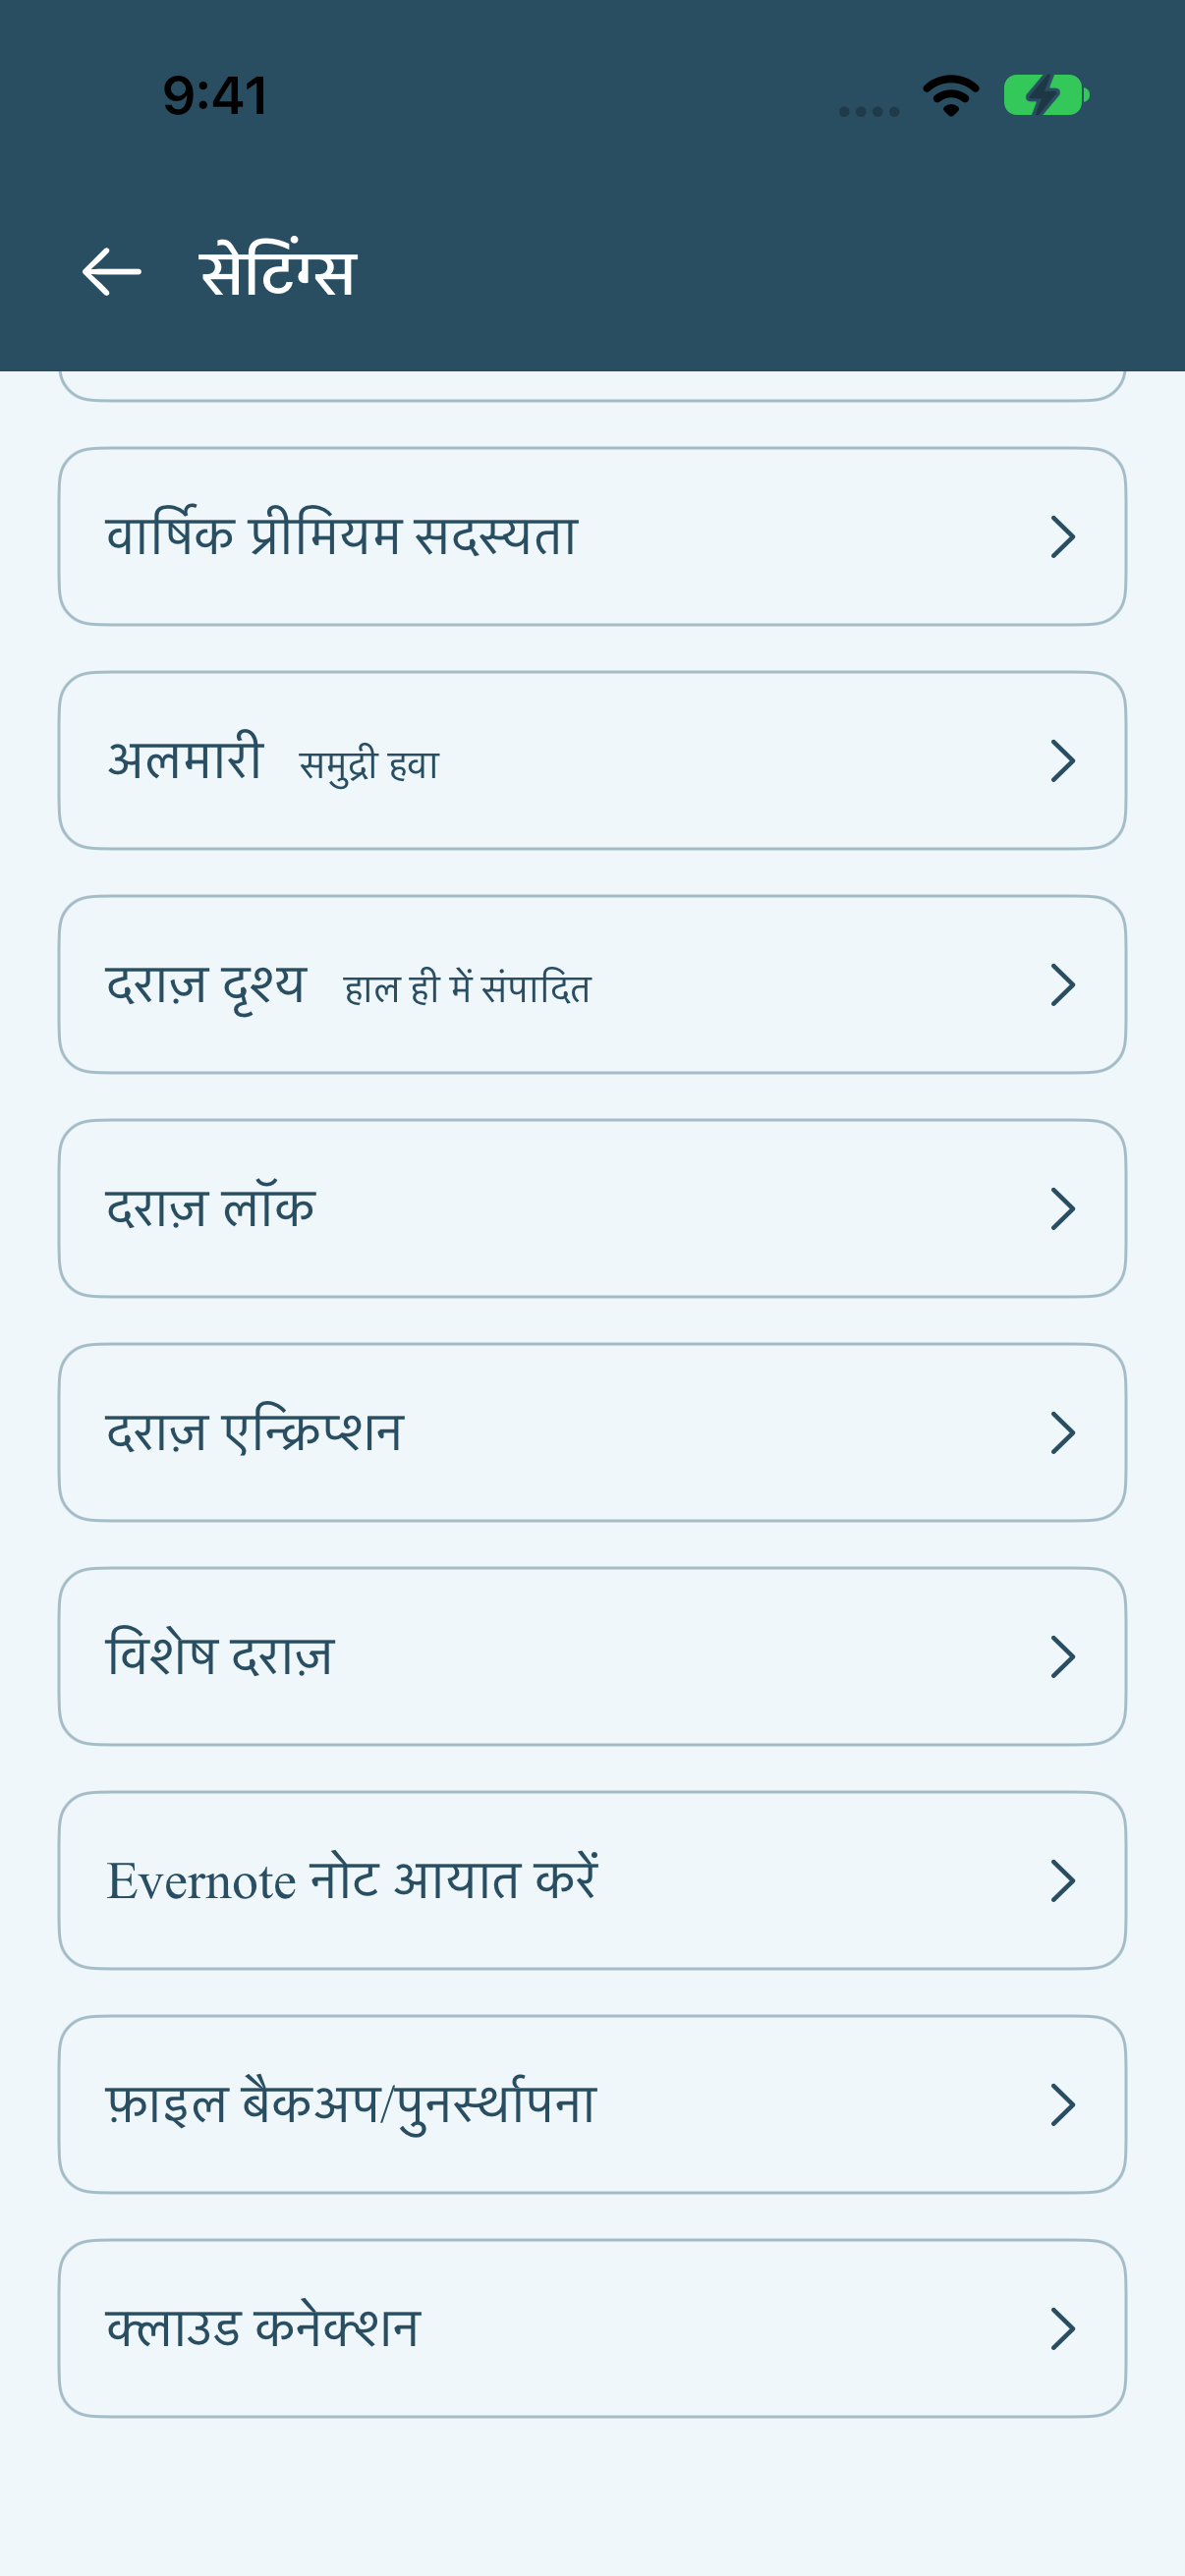 9:41
सेटिंग्स
वार्षिक प्रीमियम सदस्यता
अलमारी समुद्री हवा
दराज़ दृश्य हाल ही में संपादित
दराज़ लॉक
दराज़ एन्क्रिप्शन
विशेष दराज़
Evernote नोट आयात करें
फ़ाइल बैकअप/पुनर्स्थापना
क्लाउड कनेक्शन